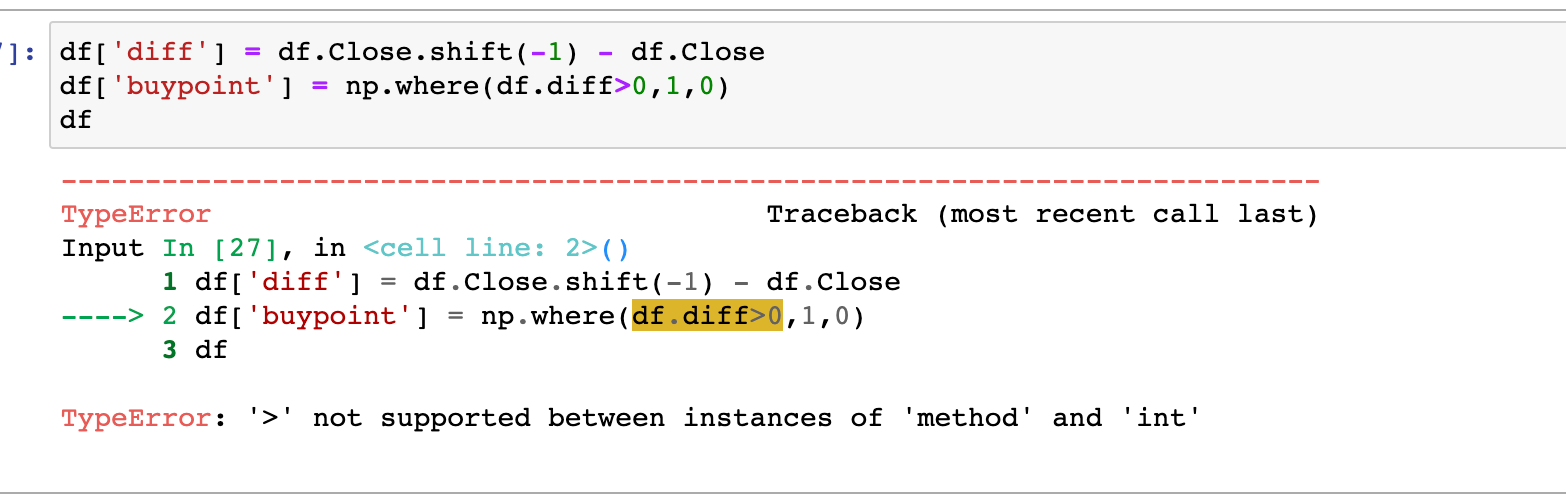 ]: df['diff'] = df.Close.shift(-1) - df.Close
df['buypoint'] = np.where(df.diff>0,1,0)
df
---------------------------------------------------------------------------
TypeError                                 Traceback (most recent call last)
Input In [27], in <cell line: 2>()
      1 df['diff'] = df.Close.shift(-1) - df.Close
----> 2 df['buypoint'] = np.where(df.diff>0,1,0)
      3 df
TypeError: '>' not supported between instances of 'method' and 'int'